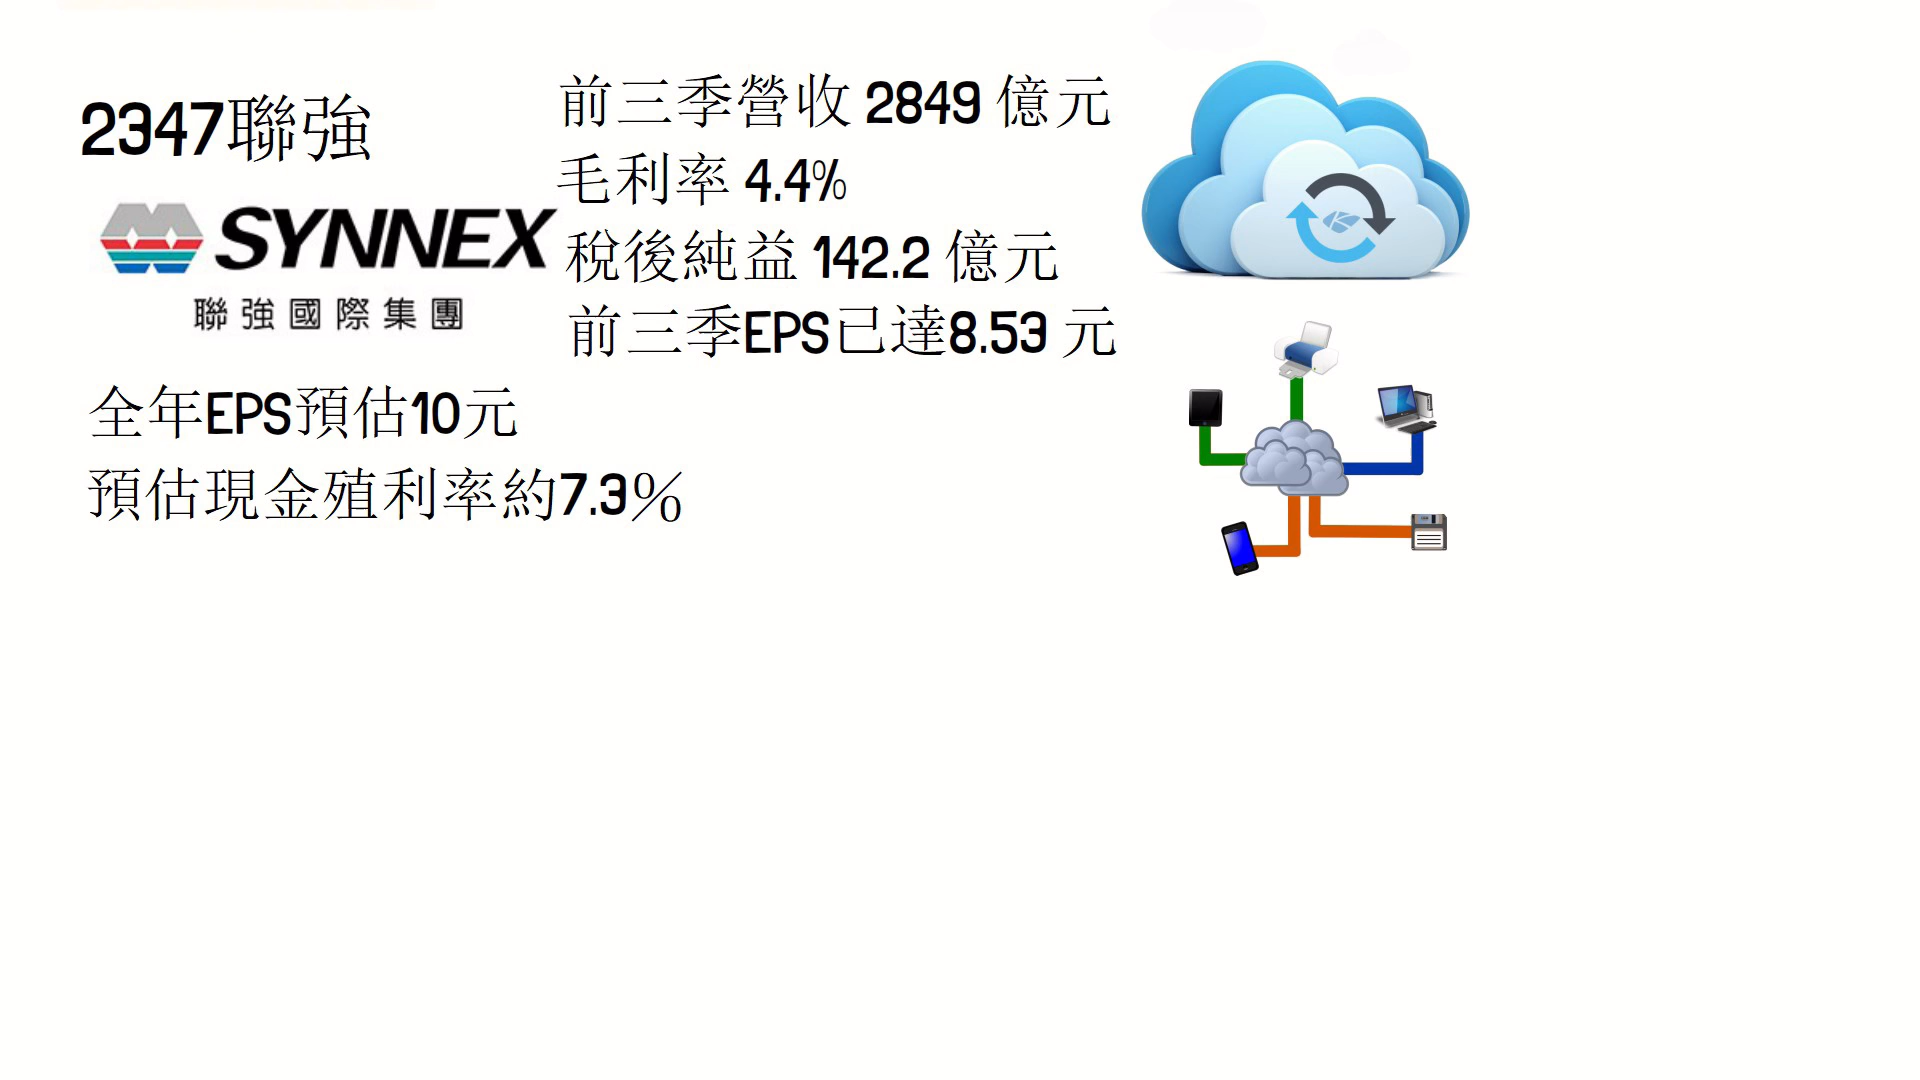 2347聯強
SYNNEX
聯強國際集團
前三季營收 2849 億元
毛利率 4.4%
稅後純益 142.2 億元
前三季EPS已達8.53 元
全年EPS預估10元
預估現金殖利率約7.3％